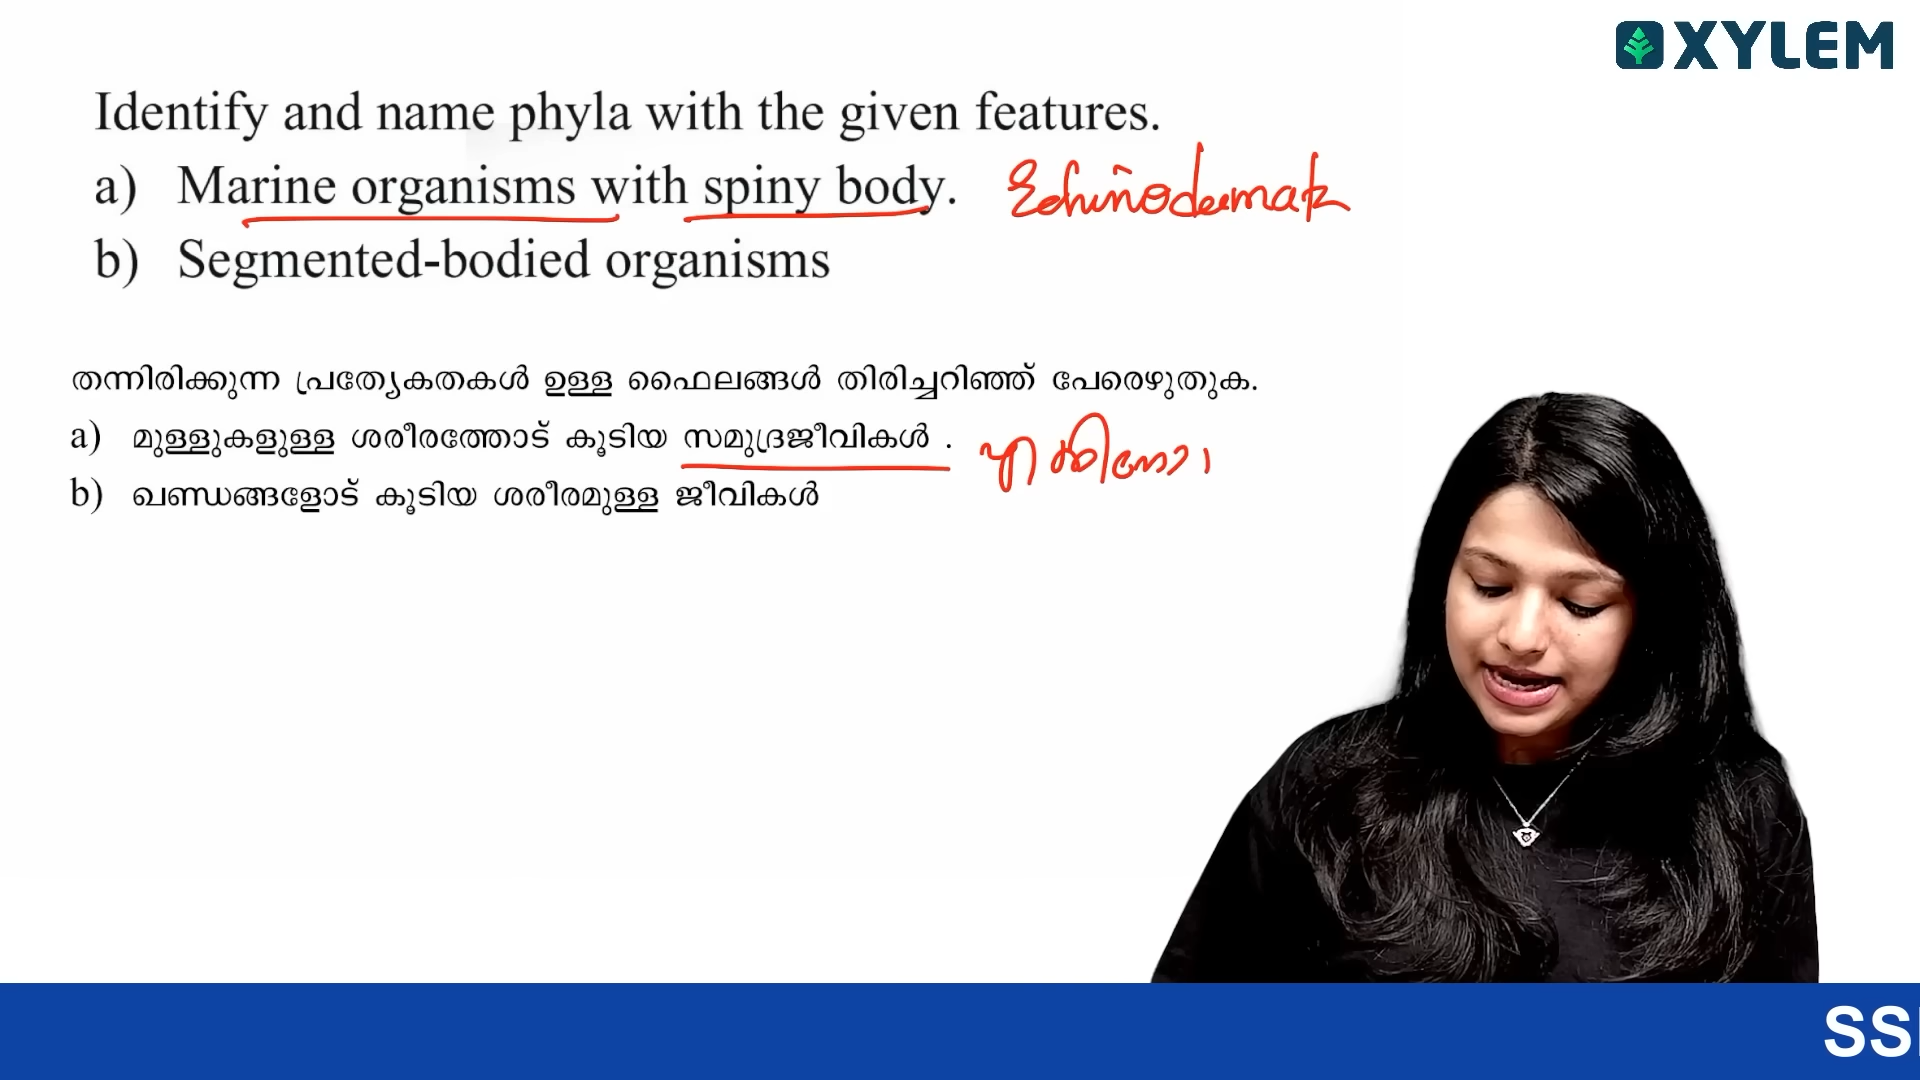 XYLEM
Identify and name phyla with the given features.
a) Marine organisms with spiny body. Echinodermata
b) Segmented-bodied organisms
തന്നിരിക്കുന്ന പ്രത്യേകതകൾ ഉള്ള ഫൈലങ്ങൾ തിരിച്ചറിഞ്ഞ് പേരെഴുതുക.
a) മുള്ളുകളുള്ള ശരീരത്തോട് കൂടിയ സമുദ്രജീവികൾ .
b) ഖണ്ഡങ്ങളോട് കൂടിയ ശരീരമുള്ള ജീവികൾ